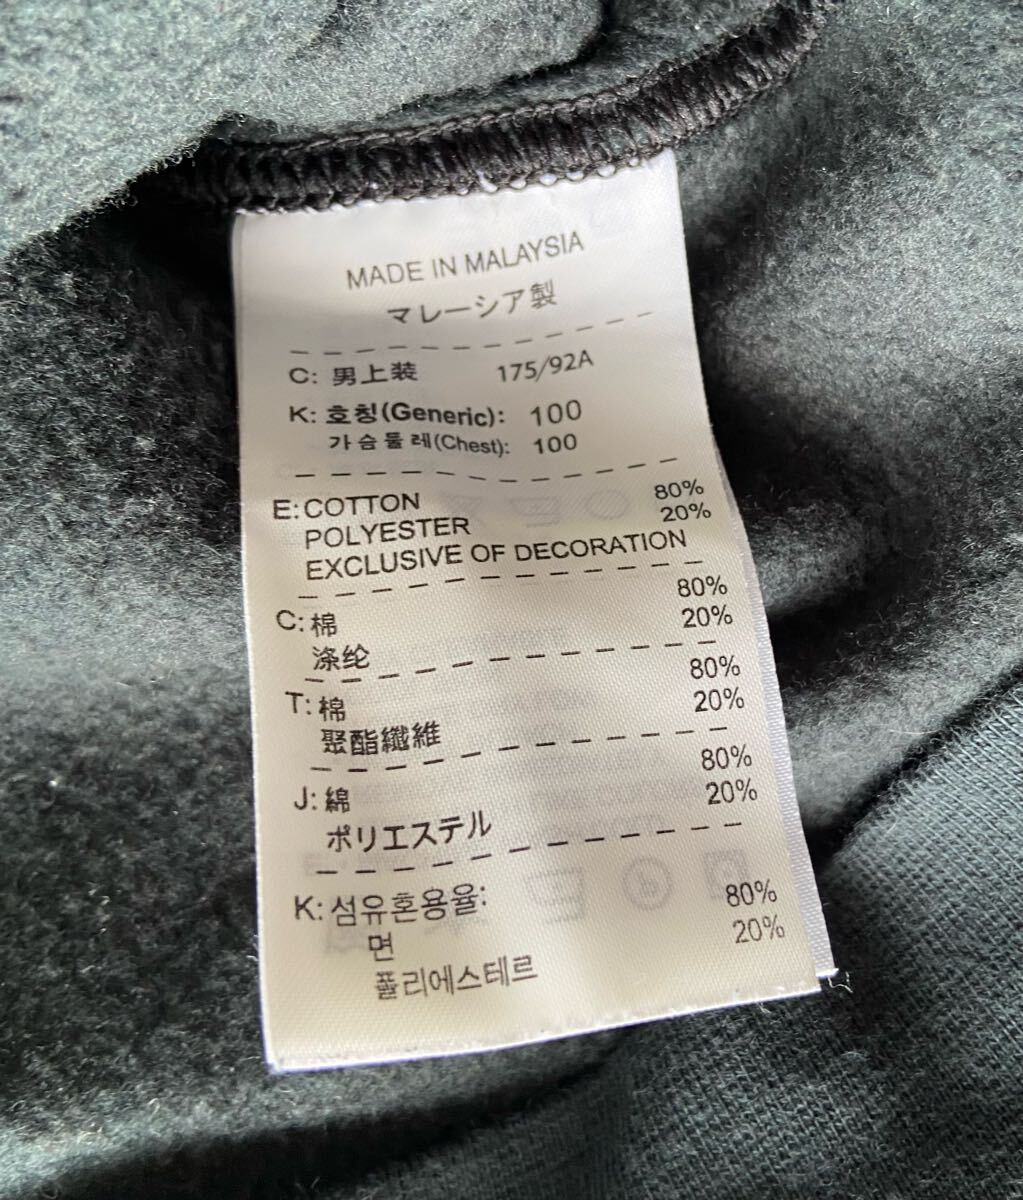 MADE IN MALAYSIA
マレーシア製
C: 男上装 175/92A
K: 호칭(Generic): 100
가슴둘레(Chest): 100
E: COTTON 80%
POLYESTER 20%
EXCLUSIVE OF DECORATION
C: 棉 80%
涤纶 20%
T: 棉 80%
聚酯纖維 20%
J: 綿 80%
ポリエステル 20%
K: 섬유혼용율:
면 80%
폴리에스테르 20%